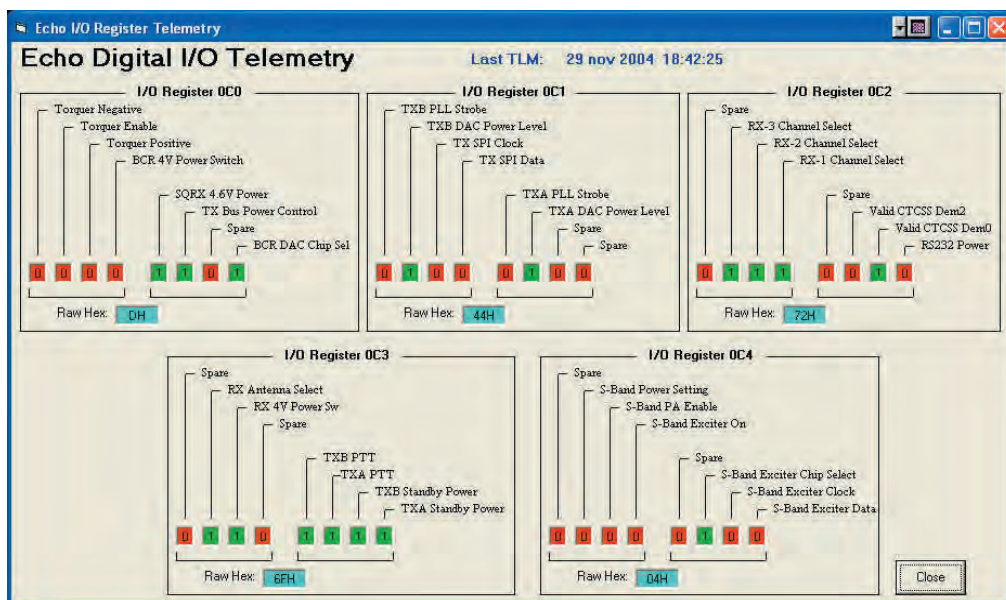 Echo I/O Register Telemetry
Echo Digital I/O Telemetry
Last TLM: 29 nov 2004 18:42:25
I/O Register 0C0
Torquer Negative
Torquer Enable
Torquer Positive
BCR 4V Power Switch
SQRX 4.6V Power
TX Bus Power Control
Spare
BCR DAC Chip Sel
0 0 0 0 1 1 0 1
Raw Hex: DH
I/O Register 0C1
TXB PLL Strobe
TXB DAC Power Level
TX SPI Clock
TX SPI Data
TXA PLL Strobe
TXA DAC Power Level
Spare
Spare
0 1 0 0 0 1 0 0
Raw Hex: 44H
I/O Register 0C2
Spare
RX-3 Channel Select
RX-2 Channel Select
RX-1 Channel Select
Spare
Valid CTCSS Dem2
Valid CTCSS Dem0
RS232 Power
0 1 1 1 0 0 1 0
Raw Hex: 72H
I/O Register 0C3
Spare
RX Antenna Select
RX 4V Power Sw
Spare
TXB PTT
TXA PTT
TXB Standby Power
TXA Standby Power
0 1 1 0 1 1 1 1
Raw Hex: 6FH
I/O Register 0C4
Spare
S-Band Power Setting
S-Band PA Enable
S-Band Exciter On
Spare
S-Band Exciter Chip Select
S-Band Exciter Clock
S-Band Exciter Data
0 0 0 0 0 1 0 0
Raw Hex: 04H
Close